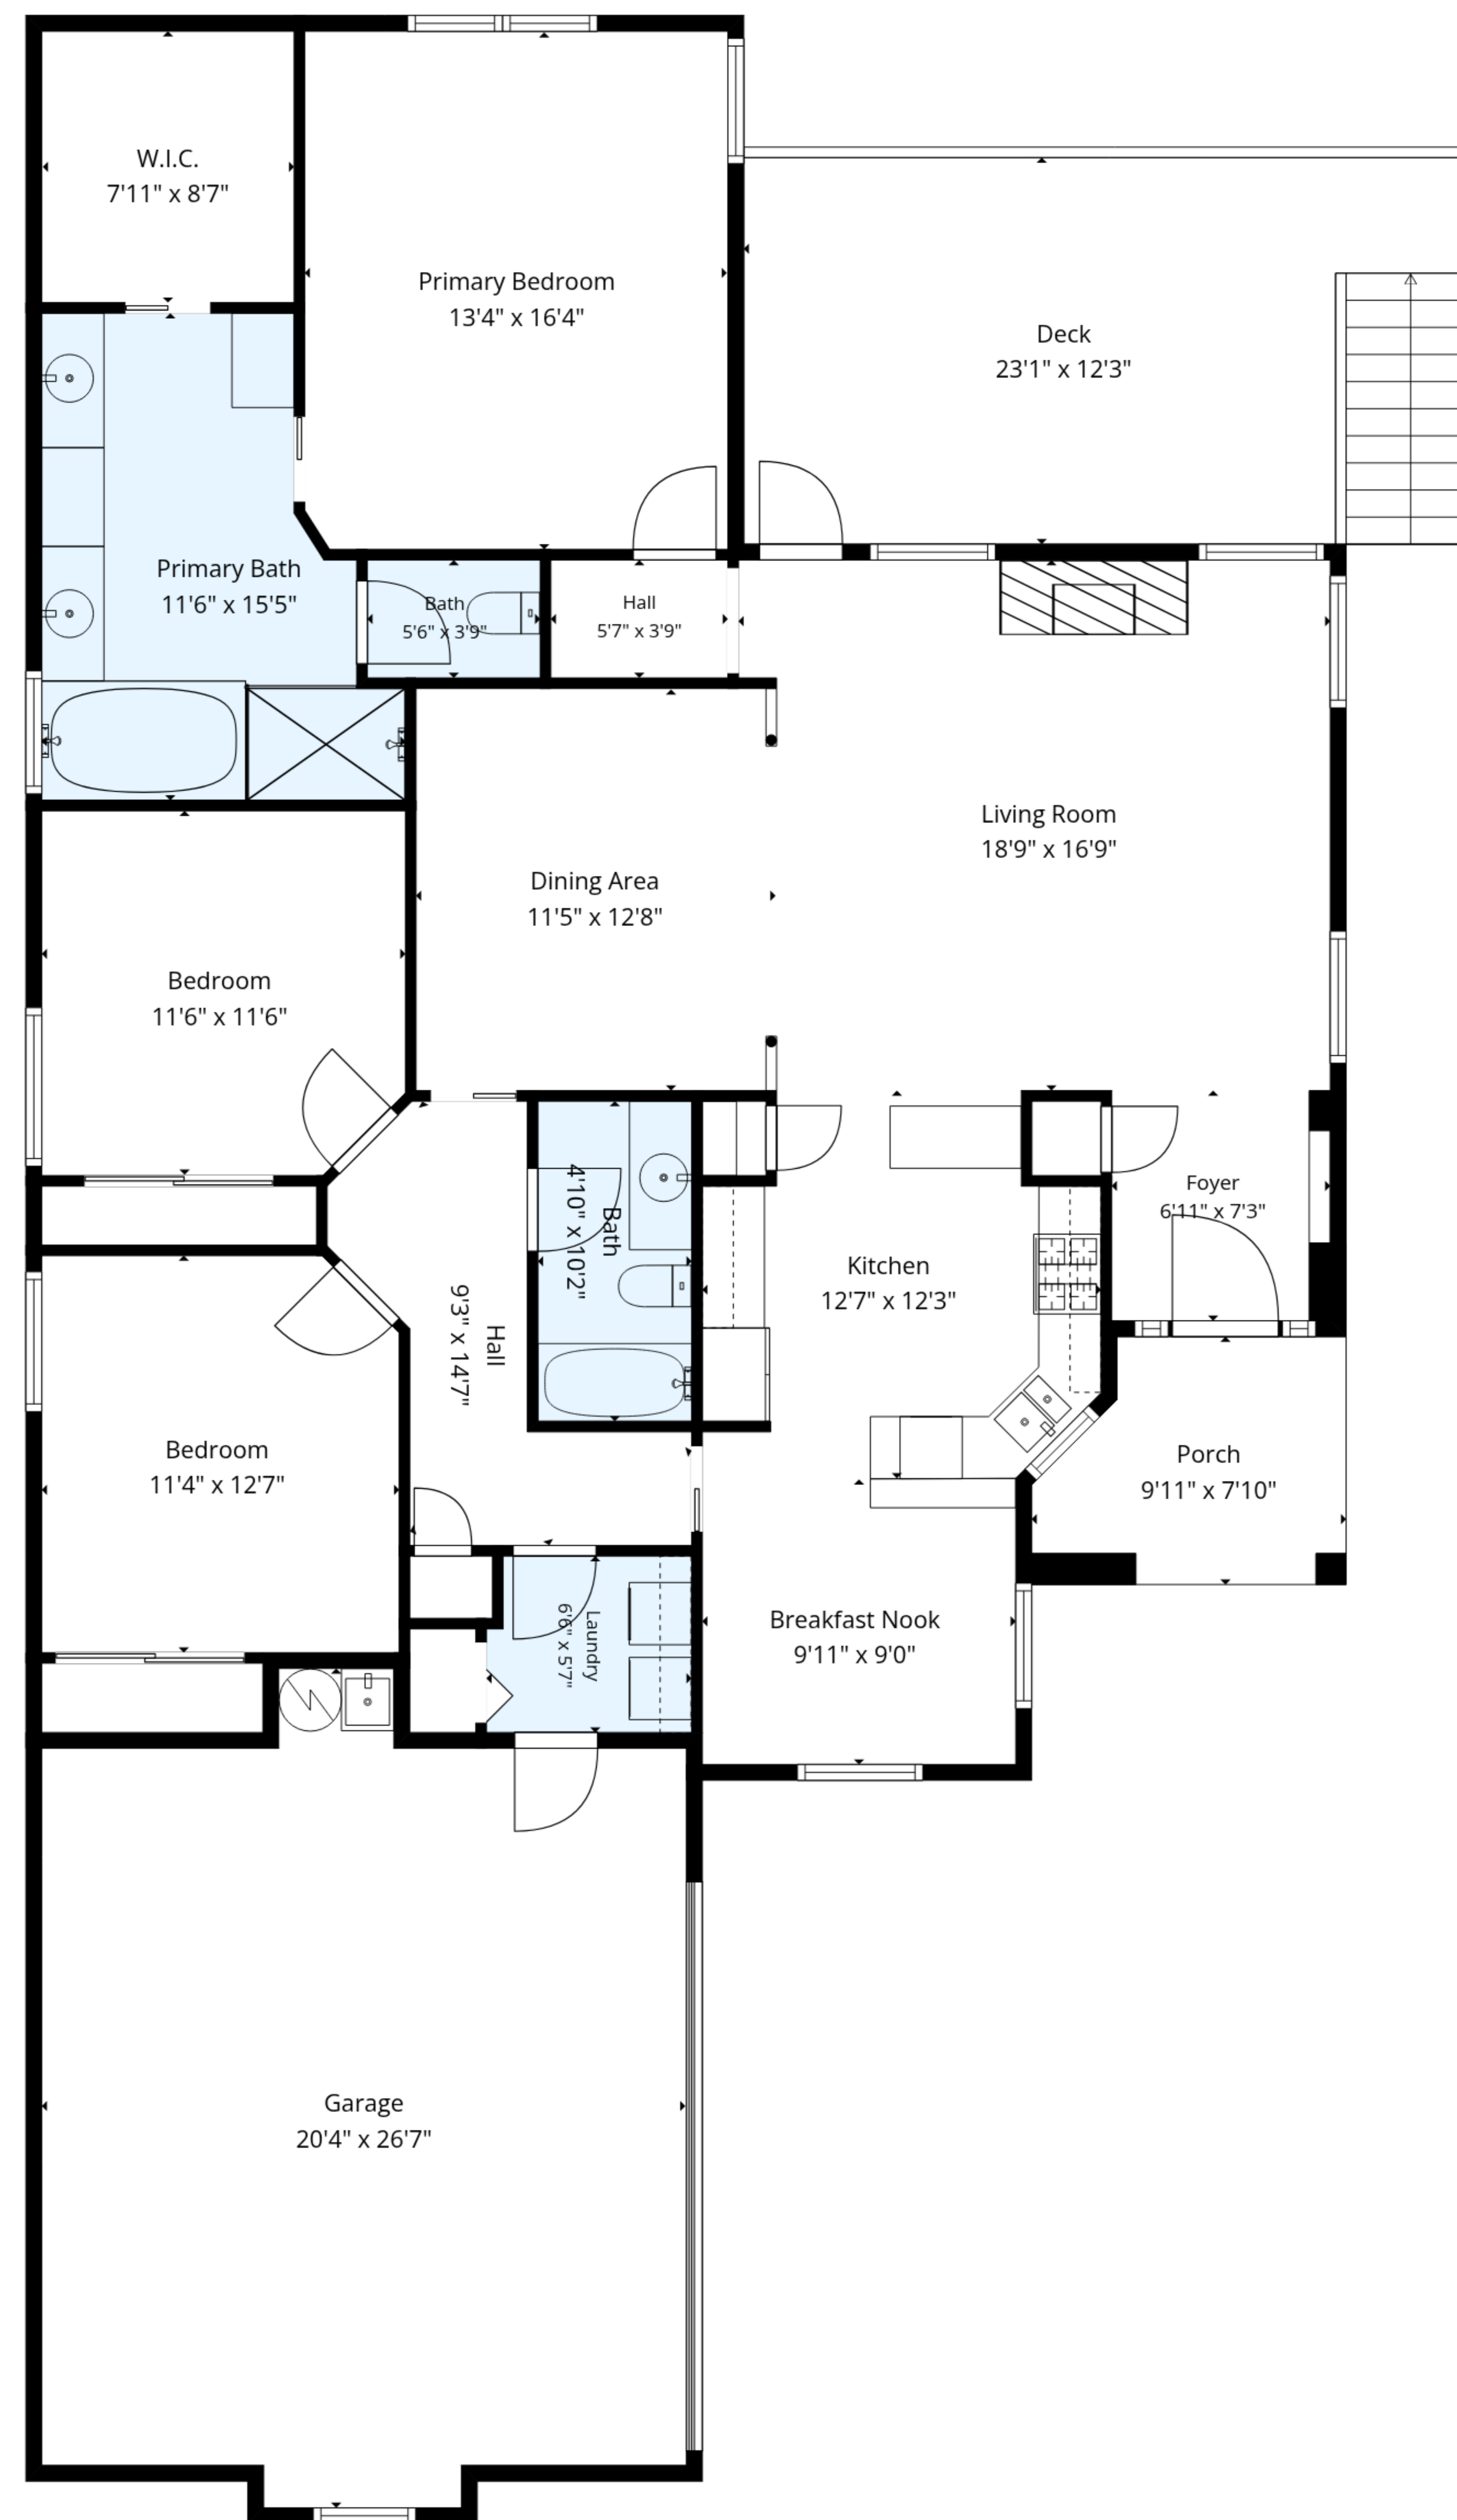 W.I.C.
7'11" x 8'7"
Primary Bedroom
13'4" x 16'4"
Deck
23'1" x 12'3"
Primary Bath
11'6" x 15'5"
Bath
5'6" x 3'9"
Hall
5'7" x 3'9"
Living Room
18'9" x 16'9"
Dining Area
11'5" x 12'8"
Bedroom
11'6" x 11'6"
Bath
4'10" x 10'2"
Foyer
6'11" x 7'3"
Kitchen
12'7" x 12'3"
Hall
9'3" x 14'7"
Bedroom
11'4" x 12'7"
Porch
9'11" x 7'10"
Laundry
6'6" x 5'7"
Breakfast Nook
9'11" x 9'0"
Garage
20'4" x 26'7"